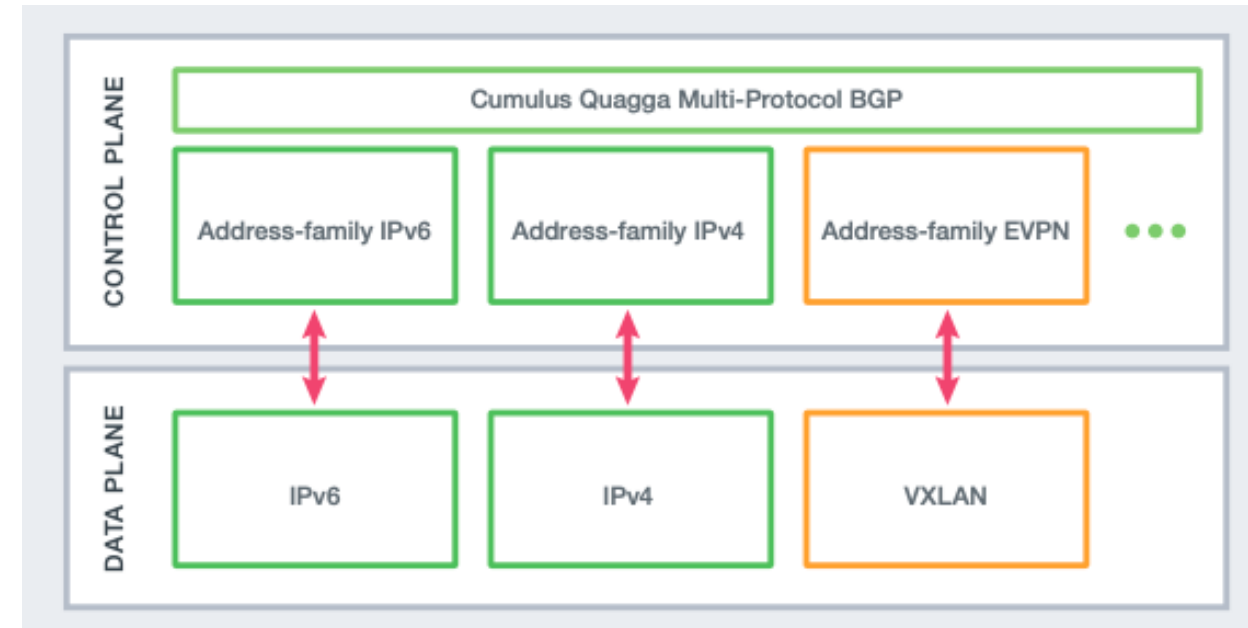 CONTROL PLANE
Cumulus Quagga Multi-Protocol BGP
Address-family IPv6
Address-family IPv4
Address-family EVPN
DATA PLANE
IPv6
IPv4
VXLAN